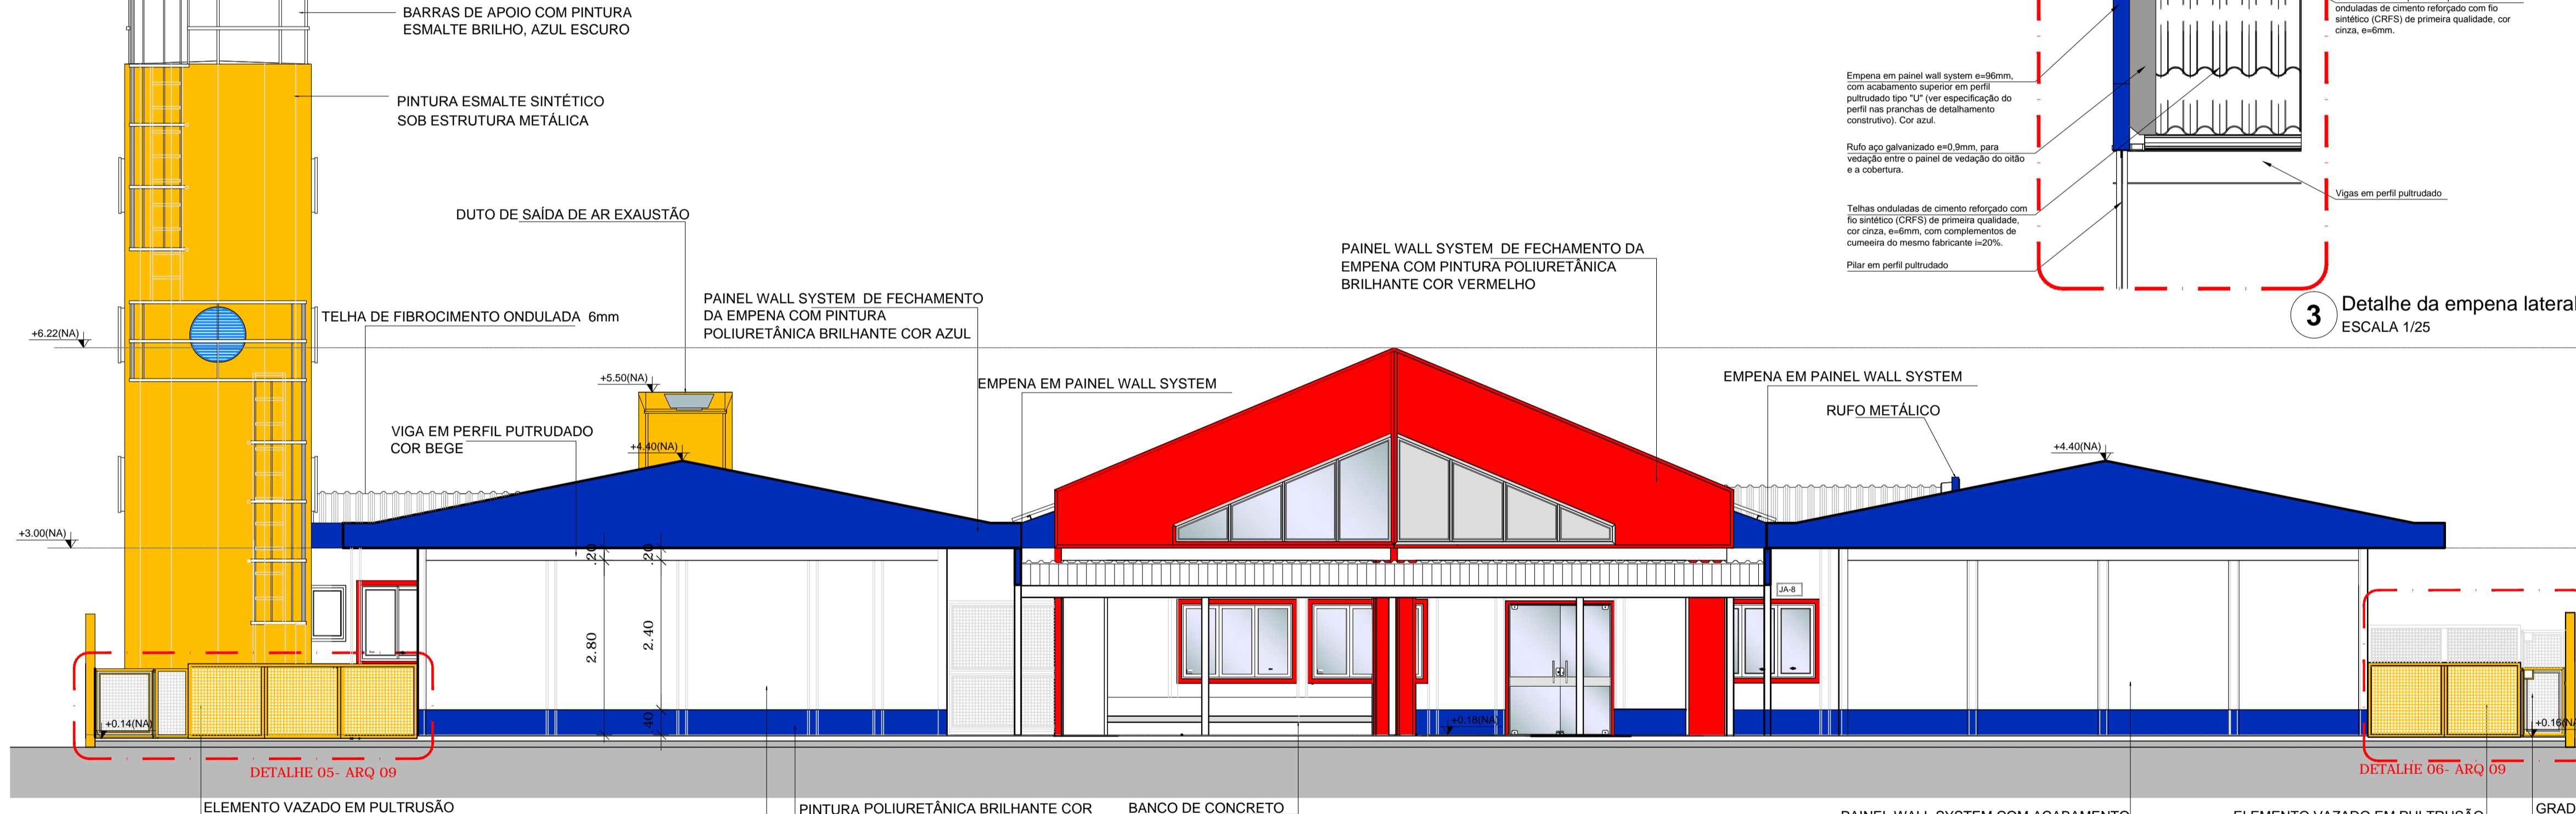 BARRAS DE APOIO COM PINTURA
ESMALTE BRILHO, AZUL ESCURO
PINTURA ESMALTE SINTÉTICO
SOB ESTRUTURA METÁLICA
DUTO DE SAÍDA DE AR EXAUSTÃO
PAINEL WALL SYSTEM DE FECHAMENTO
DA EMPENA COM PINTURA
POLIURETÂNICA BRILHANTE COR AZUL
TELHA DE FIBROCIMENTO ONDULADA 6mm
+6.22(NA)
+5.50(NA)
EMPENA EM PAINEL WALL SYSTEM
VIGA EM PERFIL PUTRUDADO
COR BEGE
+4.40(NA)
+3.00(NA)
PAINEL WALL SYSTEM DE FECHAMENTO DA
EMPENA COM PINTURA POLIURETÂNICA
BRILHANTE COR VERMELHO
EMPENA EM PAINEL WALL SYSTEM
RUFO METÁLICO
+4.40(NA)
onduladas de cimento reforçado com fio
sintético (CRFS) de primeira qualidade, cor
cinza, e=6mm.
Empena em painel wall system e=96mm,
com acabamento superior em perfil
pultrudado tipo "U" (ver especificação do
perfil nas pranchas de detalhamento
construtivo). Cor azul.
Rufo aço galvanizado e=0,9mm, para
vedação entre o painel de vedação do oitão
e a cobertura.
Telhas onduladas de cimento reforçado com
fio sintético (CRFS) de primeira qualidade,
cor cinza, e=6mm, com complementos de
cumeeira do mesmo fabricante i=20%.
Pilar em perfil pultrudado
Vigas em perfil pultrudado
3 Detalhe da empena lateral
ESCALA 1/25
.20
.20
2.80
2.40
.40
JA-8
+0.14(NA)
+0.18(NA)
+0.16(NA
DETALHE 05- ARQ 09
DETALHE 06- ARQ 09
ELEMENTO VAZADO EM PULTRUSÃO
PINTURA POLIURETÂNICA BRILHANTE COR
BANCO DE CONCRETO
PAINEL WALL SYSTEM COM ACABAMENTO
ELEMENTO VAZADO EM PULTRUSÃO
GRAD